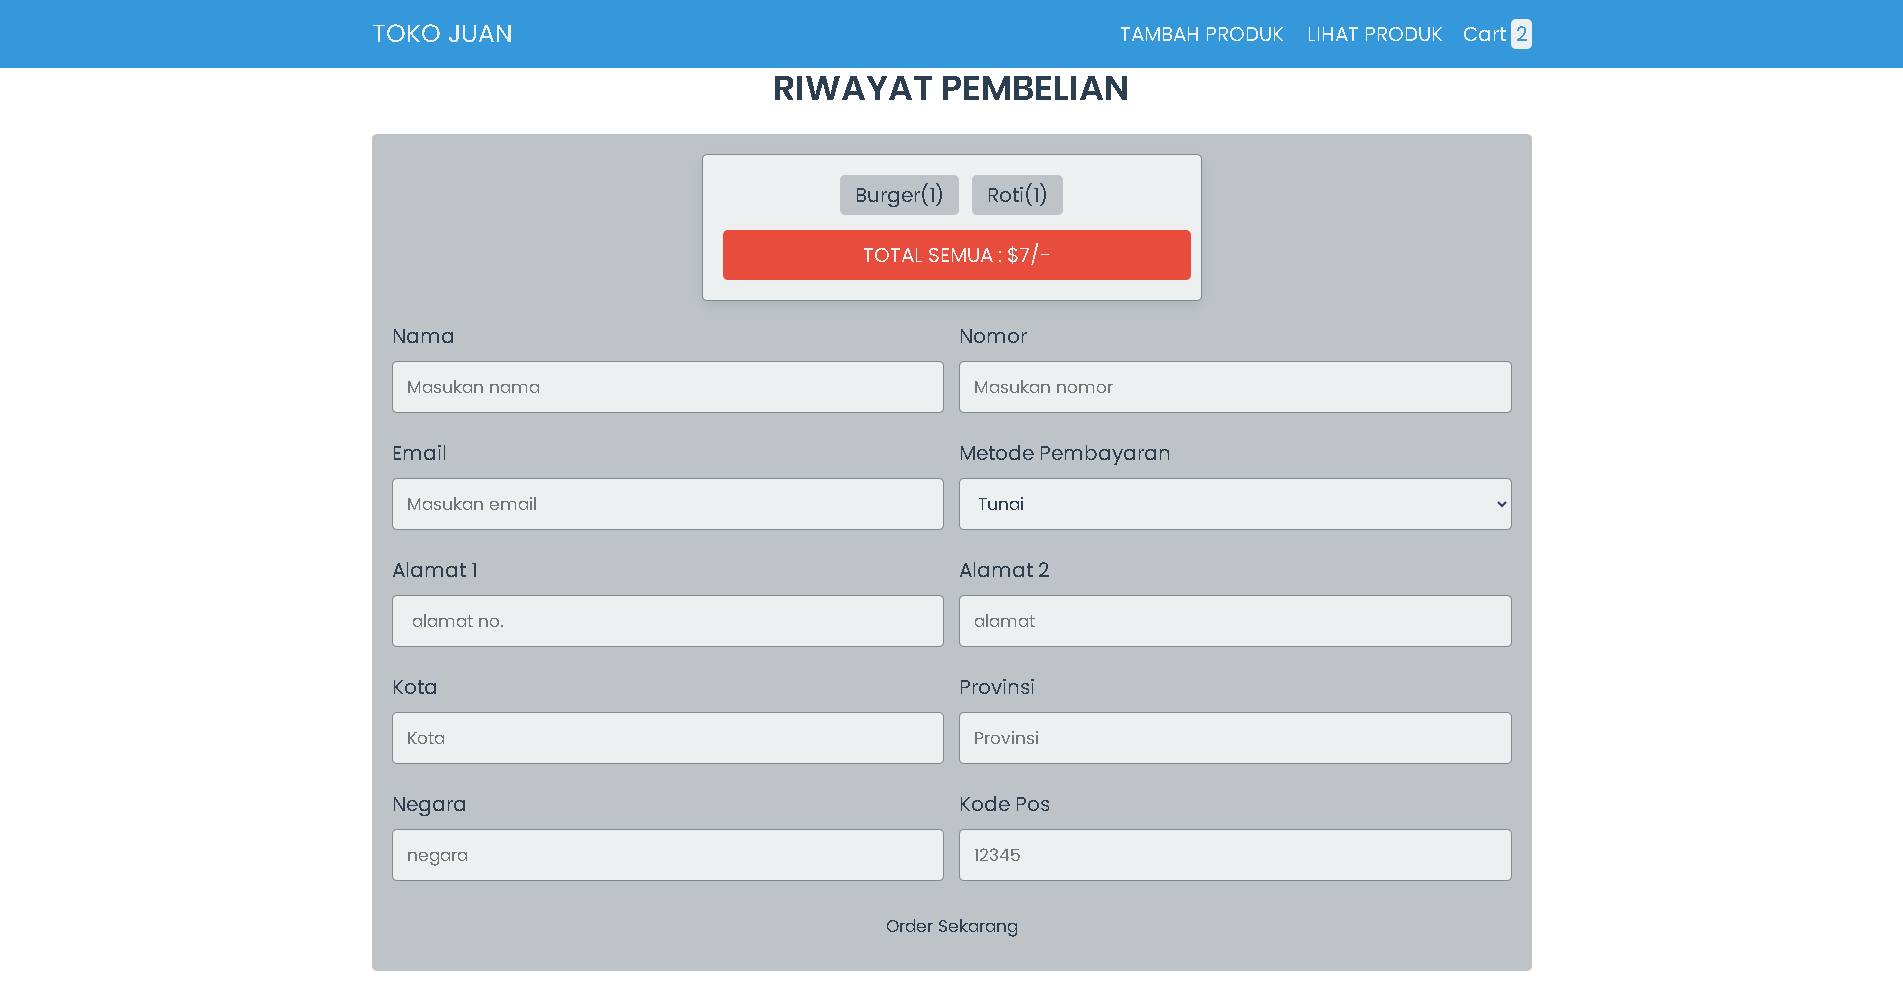 TOKO JUAN
TAMBAH PRODUK LIHAT PRODUK Cart 2
RIWAYAT PEMBELIAN
Burger(1) Roti(1)
TOTAL SEMUA : $7/-
Nama Nomor
Masukan nama Masukan nomor
Email Metode Pembayaran
Masukan email Tunai
Alamat 1 Alamat 2
alamat no. alamat
Kota Provinsi
Kota Provinsi
Negara Kode Pos
negara 12345
Order Sekarang